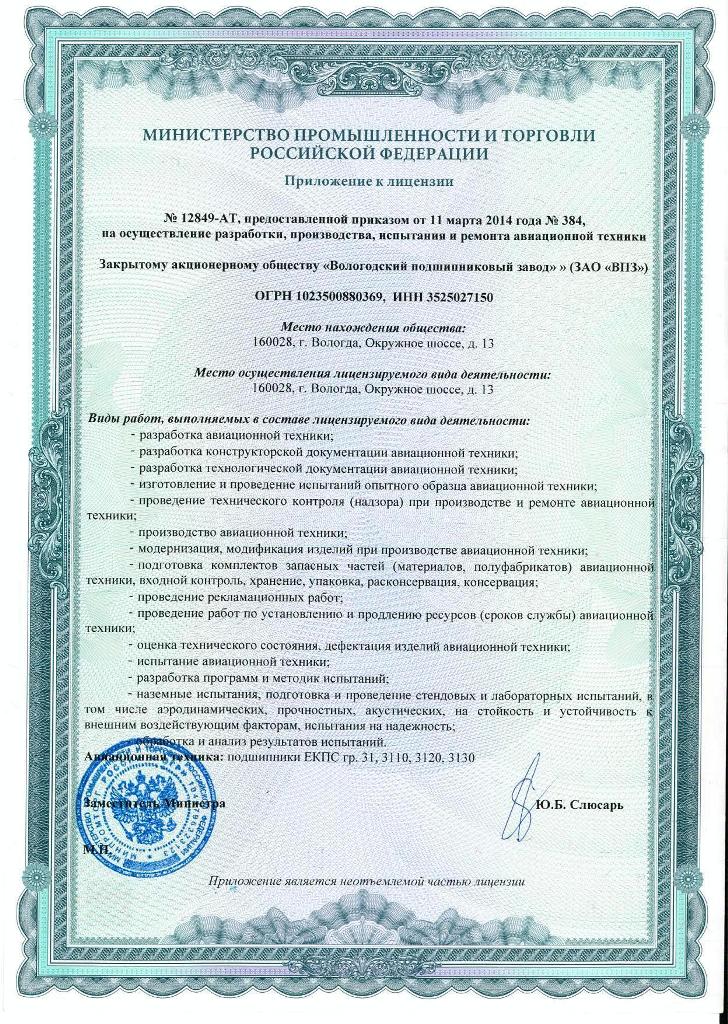 МИНИСТЕРСТВО ПРОМЫШЛЕННОСТИ И ТОРГОВЛИ
РОССИЙСКОЙ ФЕДЕРАЦИИ
Приложение к лицензии
№ 12849-АТ, предоставленной приказом от 11 марта 2014 года № 384,
на осуществление разработки, производства, испытания и ремонта авиационной техники
Закрытому акционерному обществу «Вологодский подшипниковый завод» » (ЗАО «ВПЗ»)
ОГРН 1023500880369, ИНН 3525027150
Место нахождения общества:
160028, г. Вологда, Окружное шоссе, д. 13
Место осуществления лицензируемого вида деятельности:
160028, г. Вологда, Окружное шоссе, д. 13
Виды работ, выполняемых в составе лицензируемого вида деятельности:
- разработка авиационной техники;
- разработка конструкторской документации авиационной техники;
- разработка технологической документации авиационной техники;
- изготовление и проведение испытаний опытного образца авиационной техники;
- проведение технического контроля (надзора) при производстве и ремонте авиационной
техники;
- производство авиационной техники;
- модернизация, модификация изделий при производстве авиационной техники;
- подготовка комплектов запасных частей (материалов, полуфабрикатов) авиационной
техники, входной контроль, хранение, упаковка, расконсервация, консервация;
- проведение рекламационных работ;
- проведение работ по установлению и продлению ресурсов (сроков службы) авиационной
техники;
- оценка технического состояния, дефектация изделий авиационной техники;
- испытание авиационной техники;
- разработка программ и методик испытаний;
- наземные испытания, подготовка и проведение стендовых и лабораторных испытаний, в
том числе аэродинамических, прочностных, акустических, на стойкость и устойчивость к
внешним воздействующим факторам, испытания на надежность;
- обработка и анализ результатов испытаний.
Авиационная техника: подшипники ЕКПС гр. 31, 3110, 3120, 3130
Заместитель Министра
Ю.Б. Слюсарь
М.П.
Приложение является неотъемлемой частью лицензии